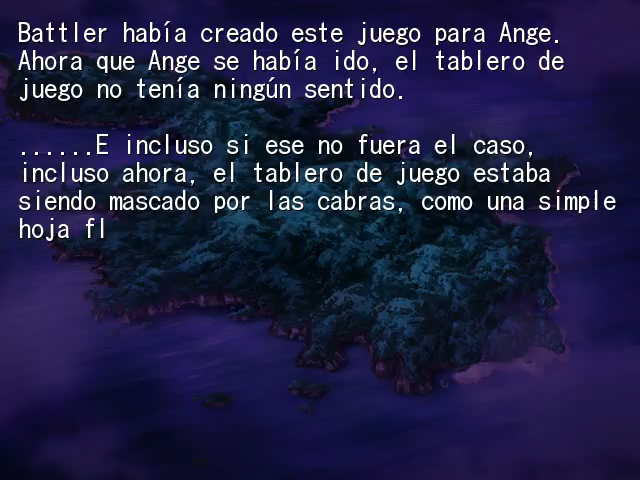 Battler había creado este juego para Ange.
Ahora que Ange se había ido, el tablero de
juego no tenía ningún sentido.
......E incluso si ese no fuera el caso,
incluso ahora, el tablero de juego estaba
siendo mascado por las cabras, como una simple
hoja fl